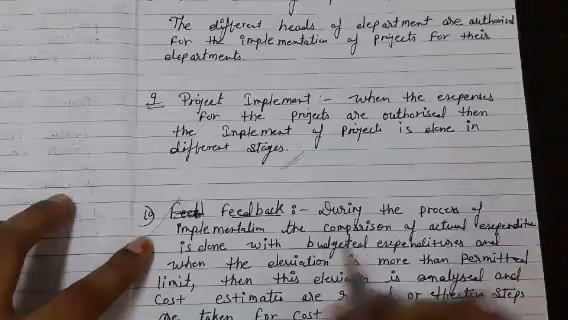 The different heads of department are authorised
for the implementation of projects for their
departments.
9 Project Implement :- when the expenses
for the projects are authorised then
the Implement of projects is done in
different stages.
10) Feedback :- During the process of
implementation the comparison of actual expenditu
is done with budgeted expenditures and
when the deviation is more than permitted
limit, then this deviation is analysed and
cost estimates are or effective steps
are taken for cost